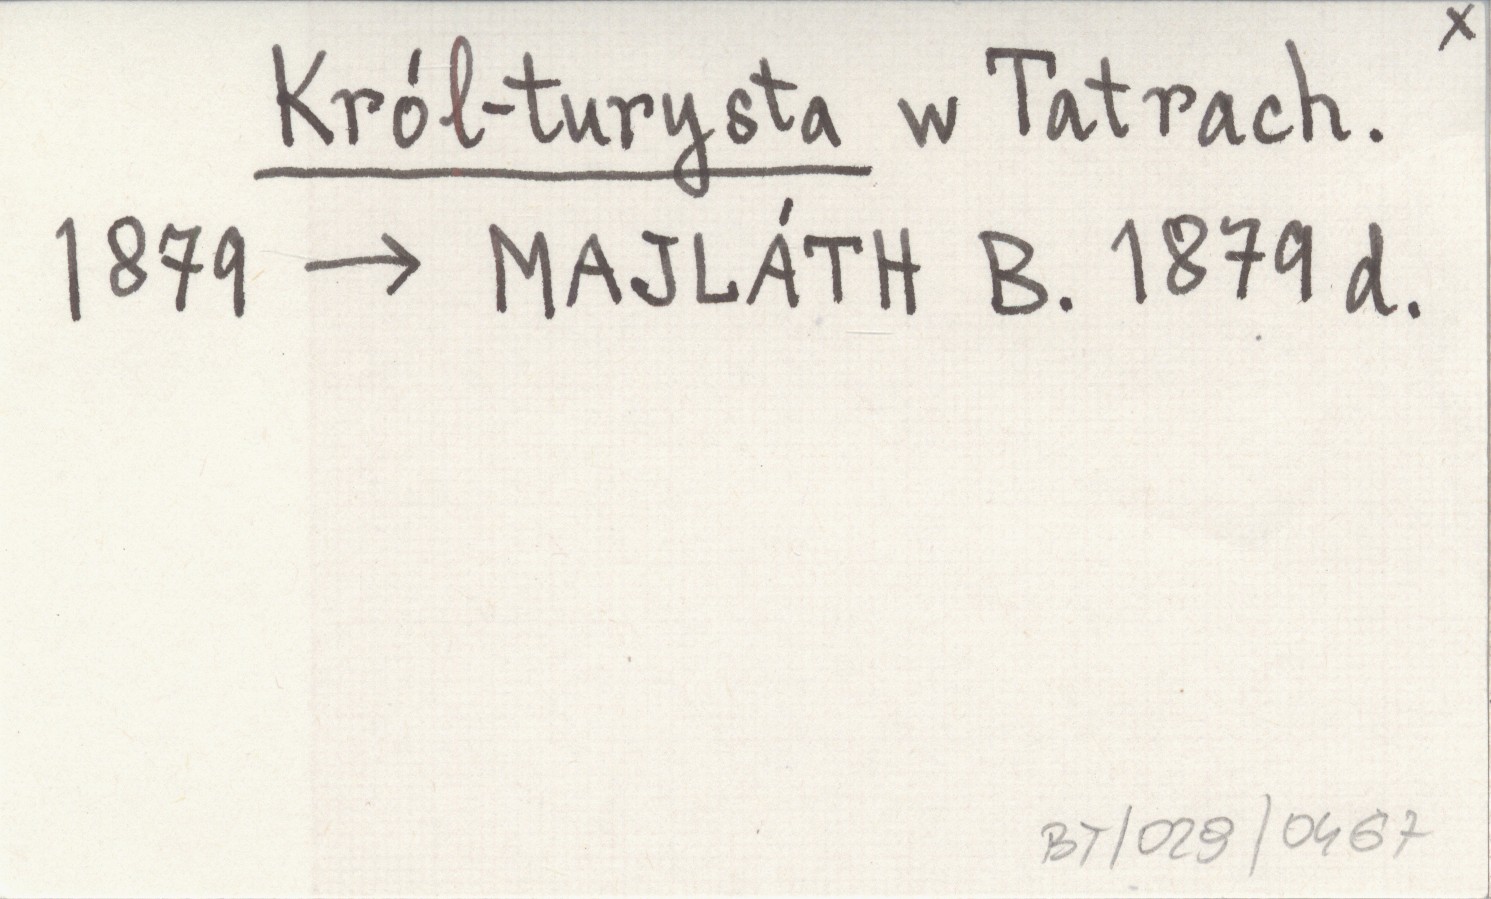 x
Król-turysta w Tatrach.
1879 → MAJLÁTH B. 1879 d.
BT/029/0467